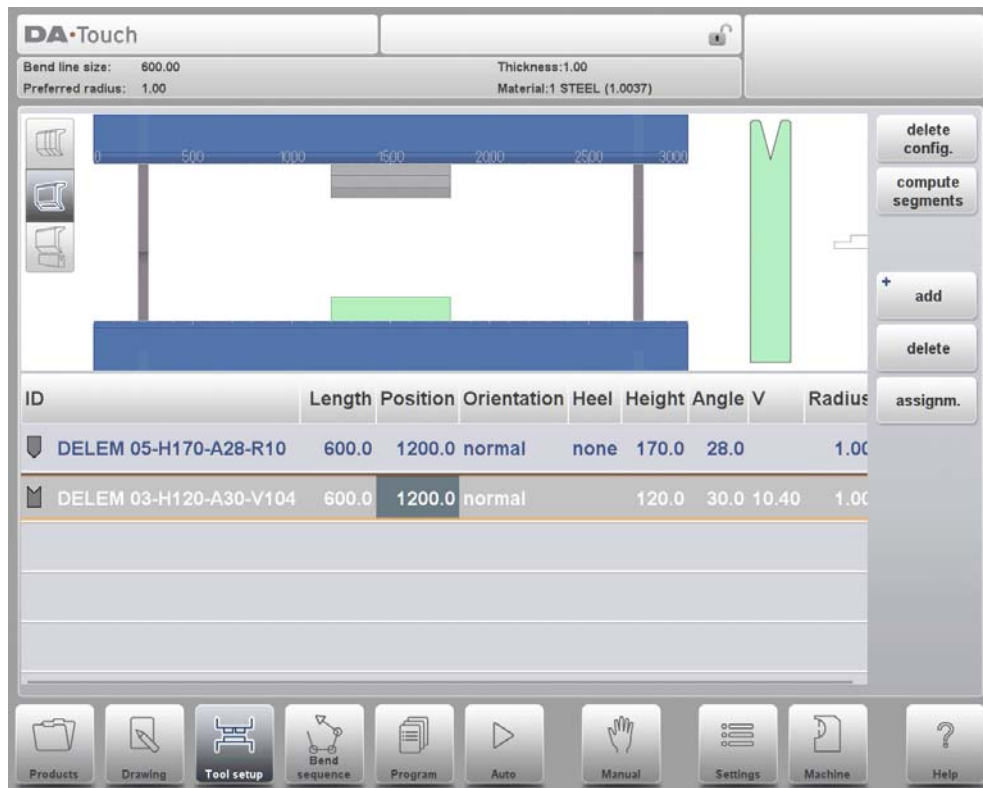 DA·Touch
Bend line size: 600.00 Thickness:1.00
Preferred radius: 1.00 Material:1 STEEL (1.0037)
0 500 1000 1500 2000 2500 3000
delete config.
compute segments
+ add
delete
assignm.
ID Length Position Orientation Heel Height Angle V Radius
DELEM 05-H170-A28-R10 600.0 1200.0 normal none 170.0 28.0 1.00
DELEM 03-H120-A30-V104 600.0 1200.0 normal 120.0 30.0 10.40 1.00
Products Drawing Tool setup Bend sequence Program Auto Manual Settings Machine ? Help